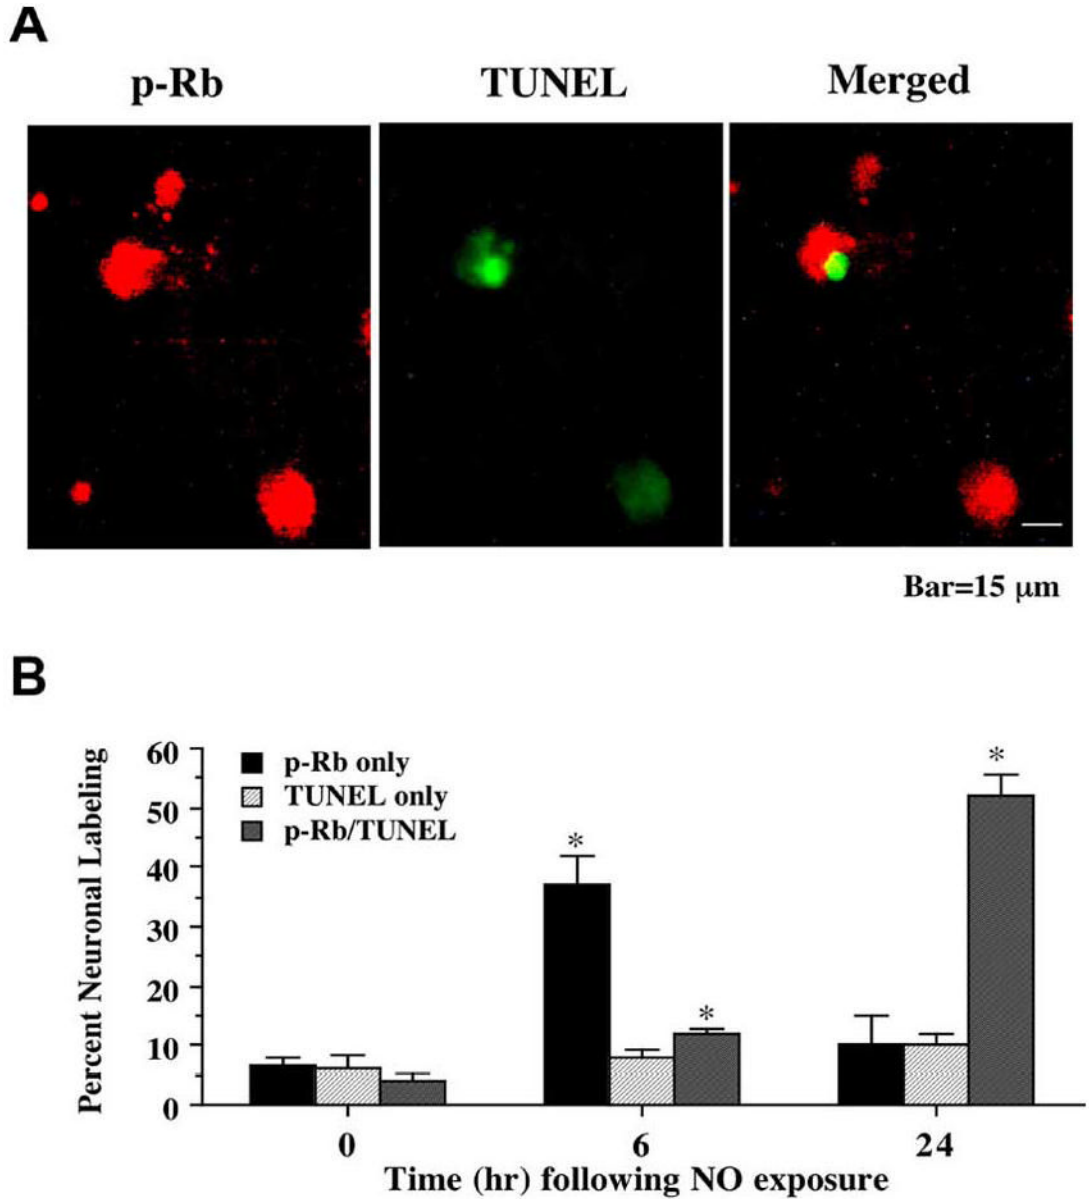 A
p-Rb TUNEL Merged
Bar=15 μm
B
Percent Neuronal Labeling
60
50
40
30
20
10
0
p-Rb only
TUNEL only
p-Rb/TUNEL
*
*
*
0 6 24
Time (hr) following NO exposure